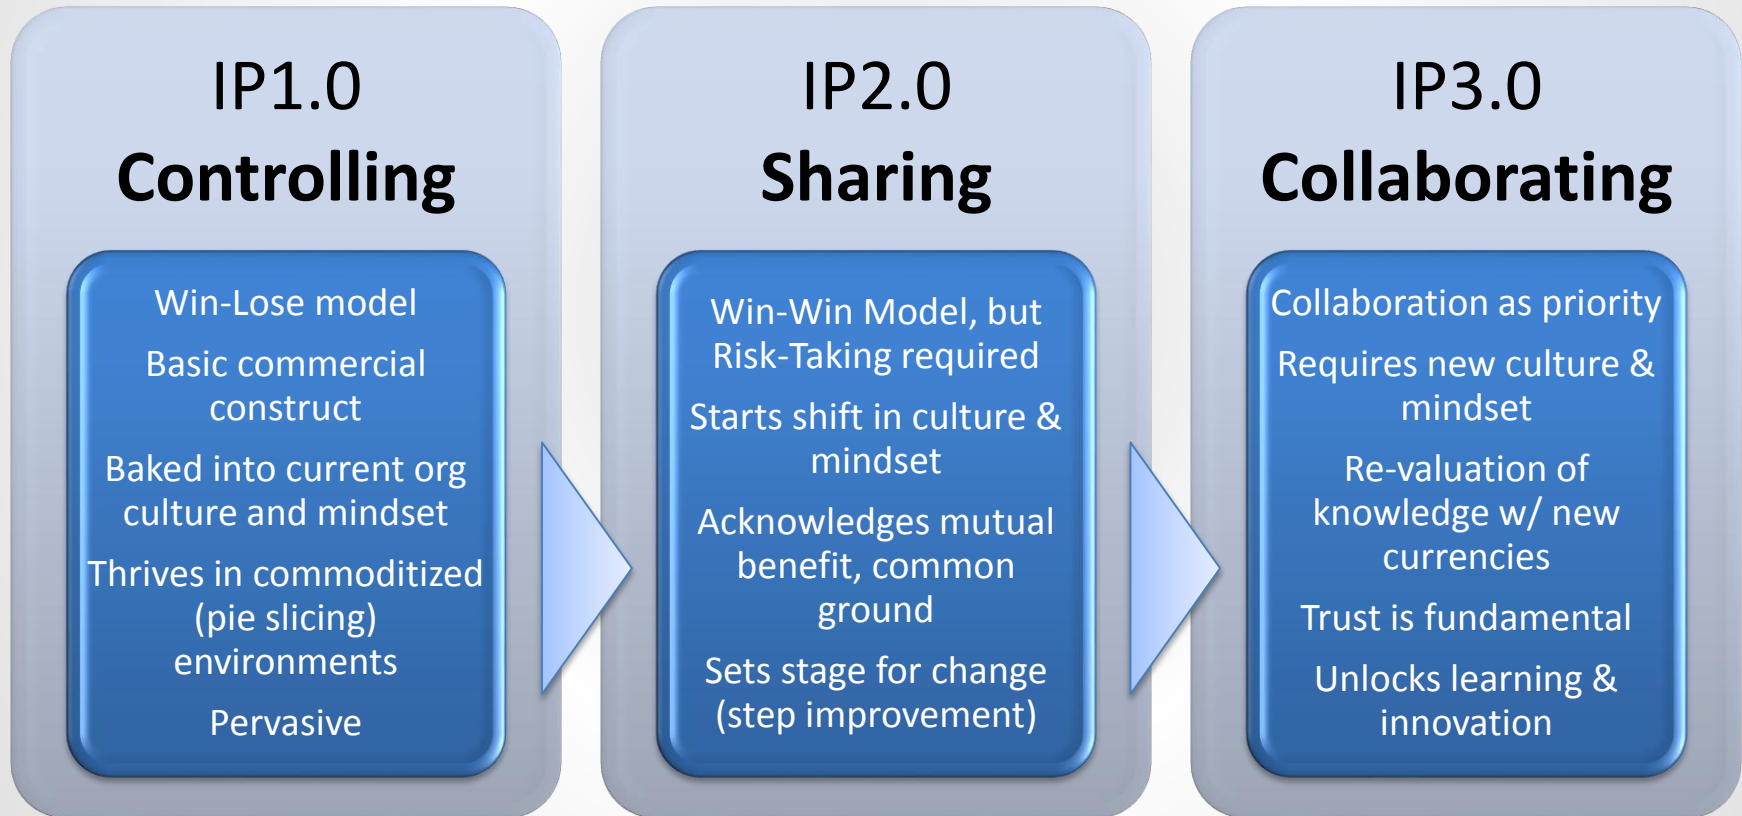 IP1.0
Controlling
Win-Lose model
Basic commercial
construct
Baked into current org
culture and mindset
Thrives in commoditized
(pie slicing)
environments
Pervasive
IP2.0
Sharing
Win-Win Model, but
Risk-Taking required
Starts shift in culture &
mindset
Acknowledges mutual
benefit, common
ground
Sets stage for change
(step improvement)
IP3.0
Collaborating
Collaboration as priority
Requires new culture &
mindset
Re-valuation of
knowledge w/ new
currencies
Trust is fundamental
Unlocks learning &
innovation